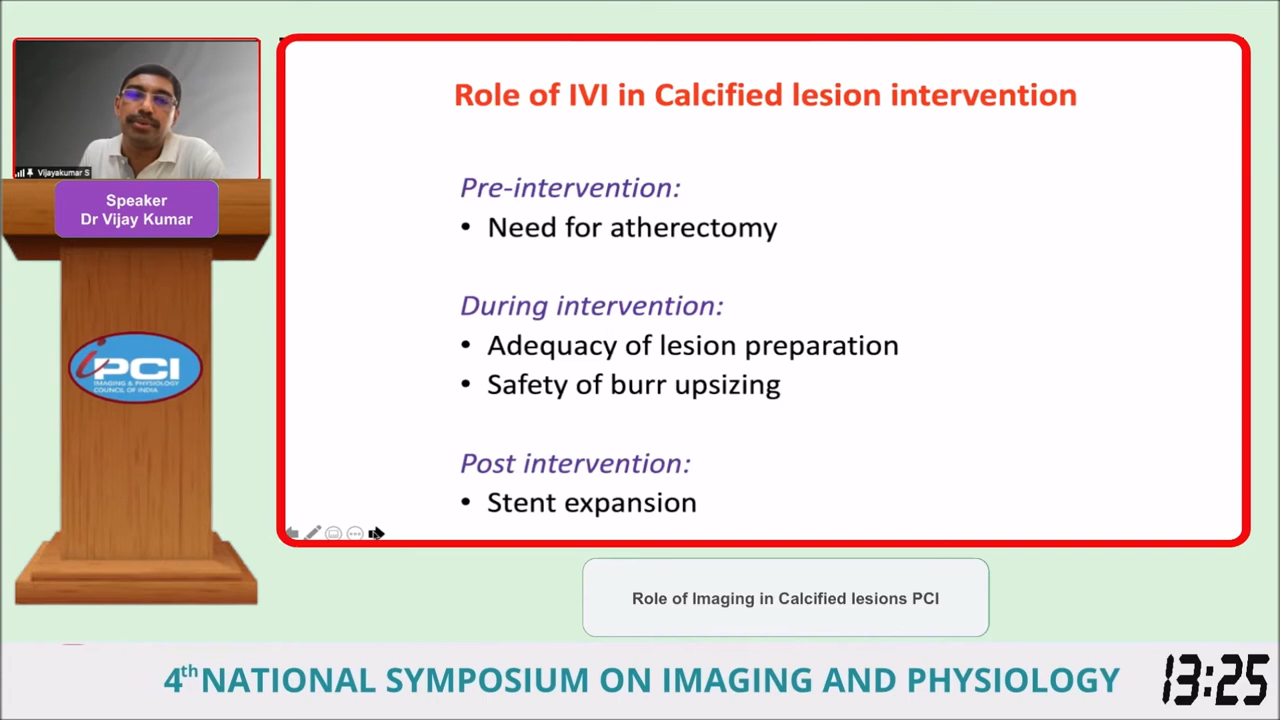 Vijayakumar S
Speaker
Dr Vijay Kumar
iPCI
IMAGING & PHYSIOLOGY
COUNCIL OF INDIA
Role of IVI in Calcified lesion intervention
Pre-intervention:
• Need for atherectomy
During intervention:
• Adequacy of lesion preparation
• Safety of burr upsizing
Post intervention:
• Stent expansion
Role of Imaging in Calcified lesions PCI
4th NATIONAL SYMPOSIUM ON IMAGING AND PHYSIOLOGY
13:25